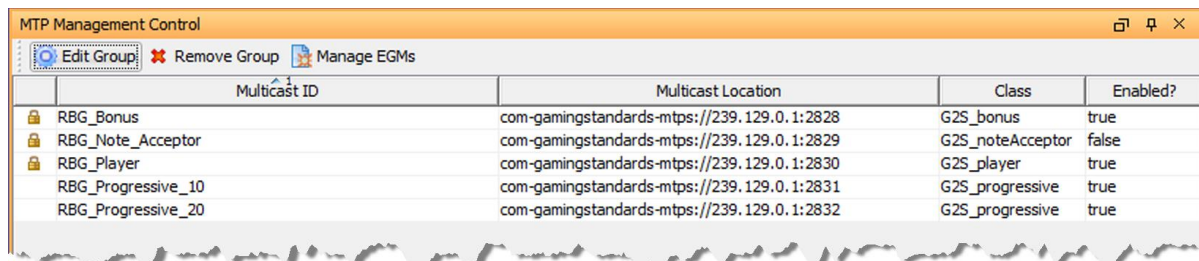 MTP Management Control
Edit Group Remove Group Manage EGMs
Multicast ID 1 Multicast Location Class Enabled?
RBG_Bonus com-gamingstandards-mtps://239.129.0.1:2828 G2S_bonus true
RBG_Note_Acceptor com-gamingstandards-mtps://239.129.0.1:2829 G2S_noteAcceptor false
RBG_Player com-gamingstandards-mtps://239.129.0.1:2830 G2S_player true
RBG_Progressive_10 com-gamingstandards-mtps://239.129.0.1:2831 G2S_progressive true
RBG_Progressive_20 com-gamingstandards-mtps://239.129.0.1:2832 G2S_progressive true